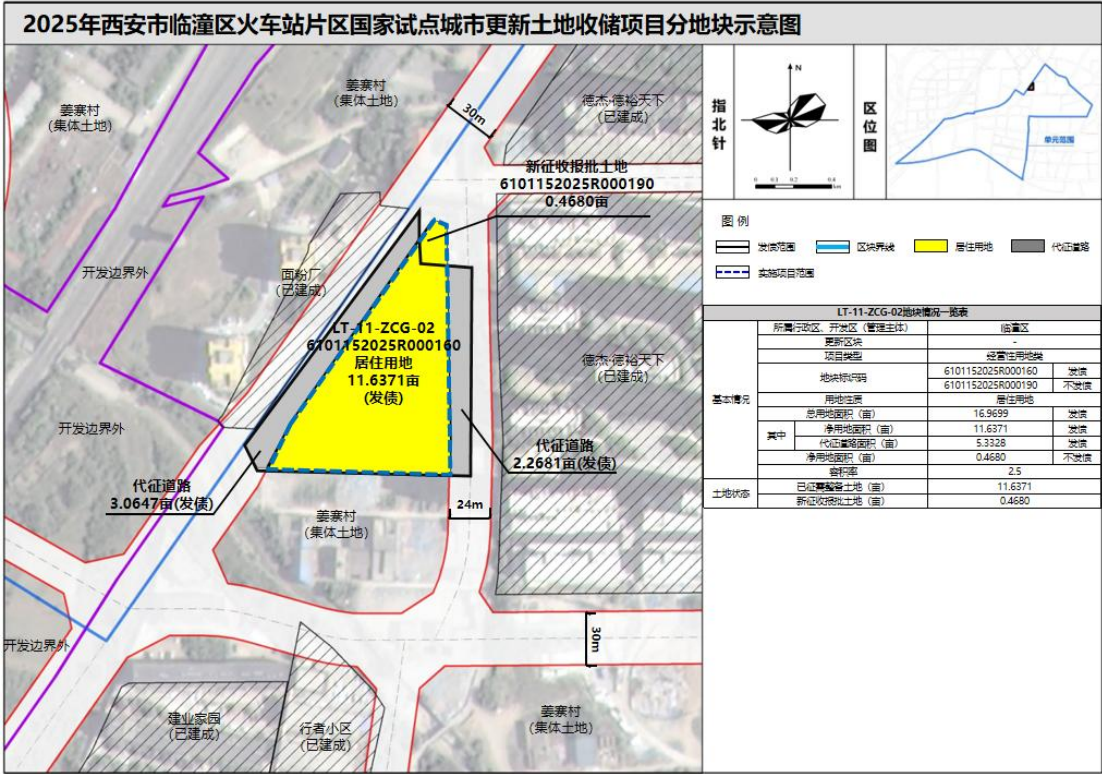 2025年西安市临潼区火车站片区国家试点城市更新土地收储项目分地块示意图
姜寨村
(集体土地)
姜寨村
(集体土地)
德杰·德裕天下
(已建成)
30m
新征收报批土地
6101152025R000190
0.4680亩
开发边界外
面粉厂
(已建成)
LT-11-ZCG-02
6101152025R000160
居住用地
11.6371亩
(发债)
德杰·德裕天下
(已建成)
开发边界外
代征道路
2.2681亩(发债)
代征道路
3.0647亩(发债)
24m
姜寨村
(集体土地)
30m
开发边界外
建业家园
(已建成)
行者小区
(已建成)
姜寨村
(集体土地)
指北针
N
0 0.1 0.2 0.4
km
区位图
单元范围
图 例
发债范围
区块界线
居住用地
代征道路
实施项目范围
LT-11-ZCG-02地块情况一览表
基本情况
所属行政区、开发区（管理主体） 临潼区
更新区块 -
项目类型 经营性用地类
地块标识码 6101152025R000160 发债
6101152025R000190 不发债
用地性质 居住用地
总用地面积（亩） 16.9699 发债
其中 净用地面积（亩） 11.6371 发债
代征道路面积（亩） 5.3328 发债
净用地面积（亩） 0.4680 不发债
容积率 2.5
土地状态 已征需整备土地（亩） 11.6371
新征收报批土地（亩） 0.4680